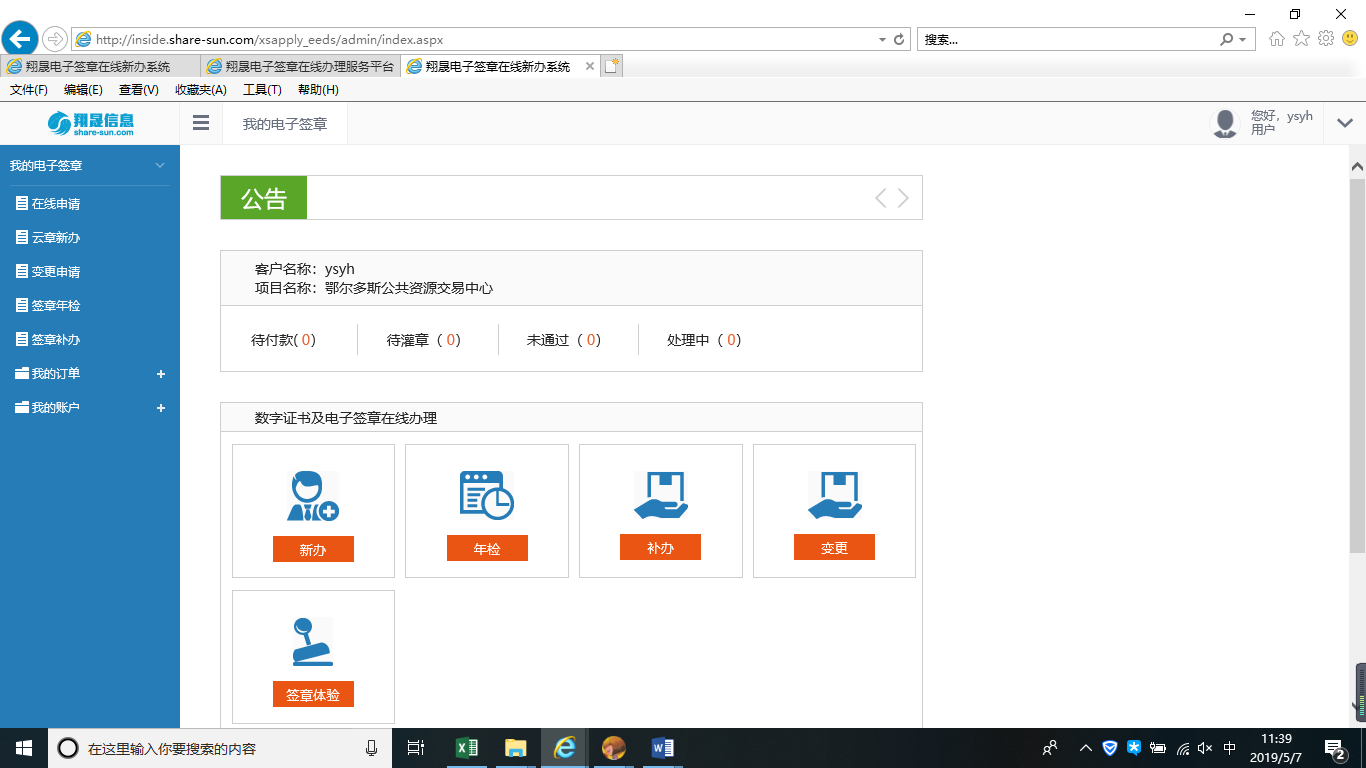 http://inside.share-sun.com/xsapply_eeds/admin/index.aspx
搜索...
翔晟电子签章在线新办系统
翔晟电子签章在线办理服务平台
翔晟电子签章在线新办系统
文件(F) 编辑(E) 查看(V) 收藏夹(A) 工具(T) 帮助(H)
翔晟信息
share-sun.com
我的电子签章
您好，ysyh
用户
我的电子签章
在线申请
云章新办
变更申请
签章年检
签章补办
我的订单
我的账户
公告
客户名称：ysyh
项目名称：鄂尔多斯公共资源交易中心
待付款( 0) 待灌章（ 0） 未通过（ 0） 处理中（ 0）
数字证书及电子签章在线办理
新办
年检
补办
变更
签章体验
在这里输入你要搜索的内容
中
11:39
2019/5/7
2